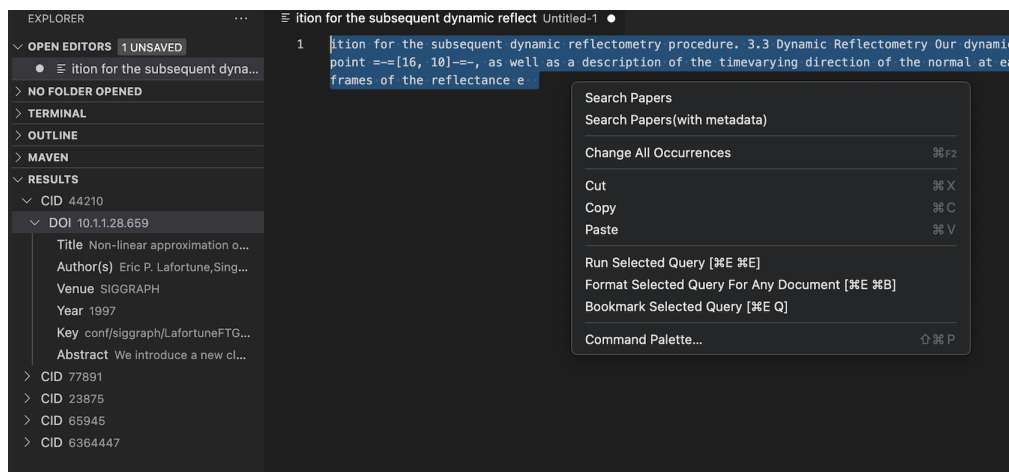 EXPLORER
···
OPEN EDITORS 1 UNSAVED
ition for the subsequent dyna...
NO FOLDER OPENED
TERMINAL
OUTLINE
MAVEN
RESULTS
CID 44210
DOI 10.1.1.28.659
Title Non-linear approximation o...
Author(s) Eric P. Lafortune,Sing...
Venue SIGGRAPH
Year 1997
Key conf/siggraph/LafortuneFTG...
Abstract We introduce a new cl...
CID 77891
CID 23875
CID 65945
CID 6364447
ition for the subsequent dynamic reflect Untitled-1
1 ition for the subsequent dynamic reflectometry procedure. 3.3 Dynamic Reflectometry Our dynami
point =-=[16, 10]-=-, as well as a description of the timevarying direction of the normal at ea
frames of the reflectance e
Search Papers
Search Papers(with metadata)
Change All Occurrences ⌘F2
Cut ⌘X
Copy ⌘C
Paste ⌘V
Run Selected Query [⌘E ⌘E]
Format Selected Query For Any Document [⌘E ⌘B]
Bookmark Selected Query [⌘E Q]
Command Palette... ⇧⌘P